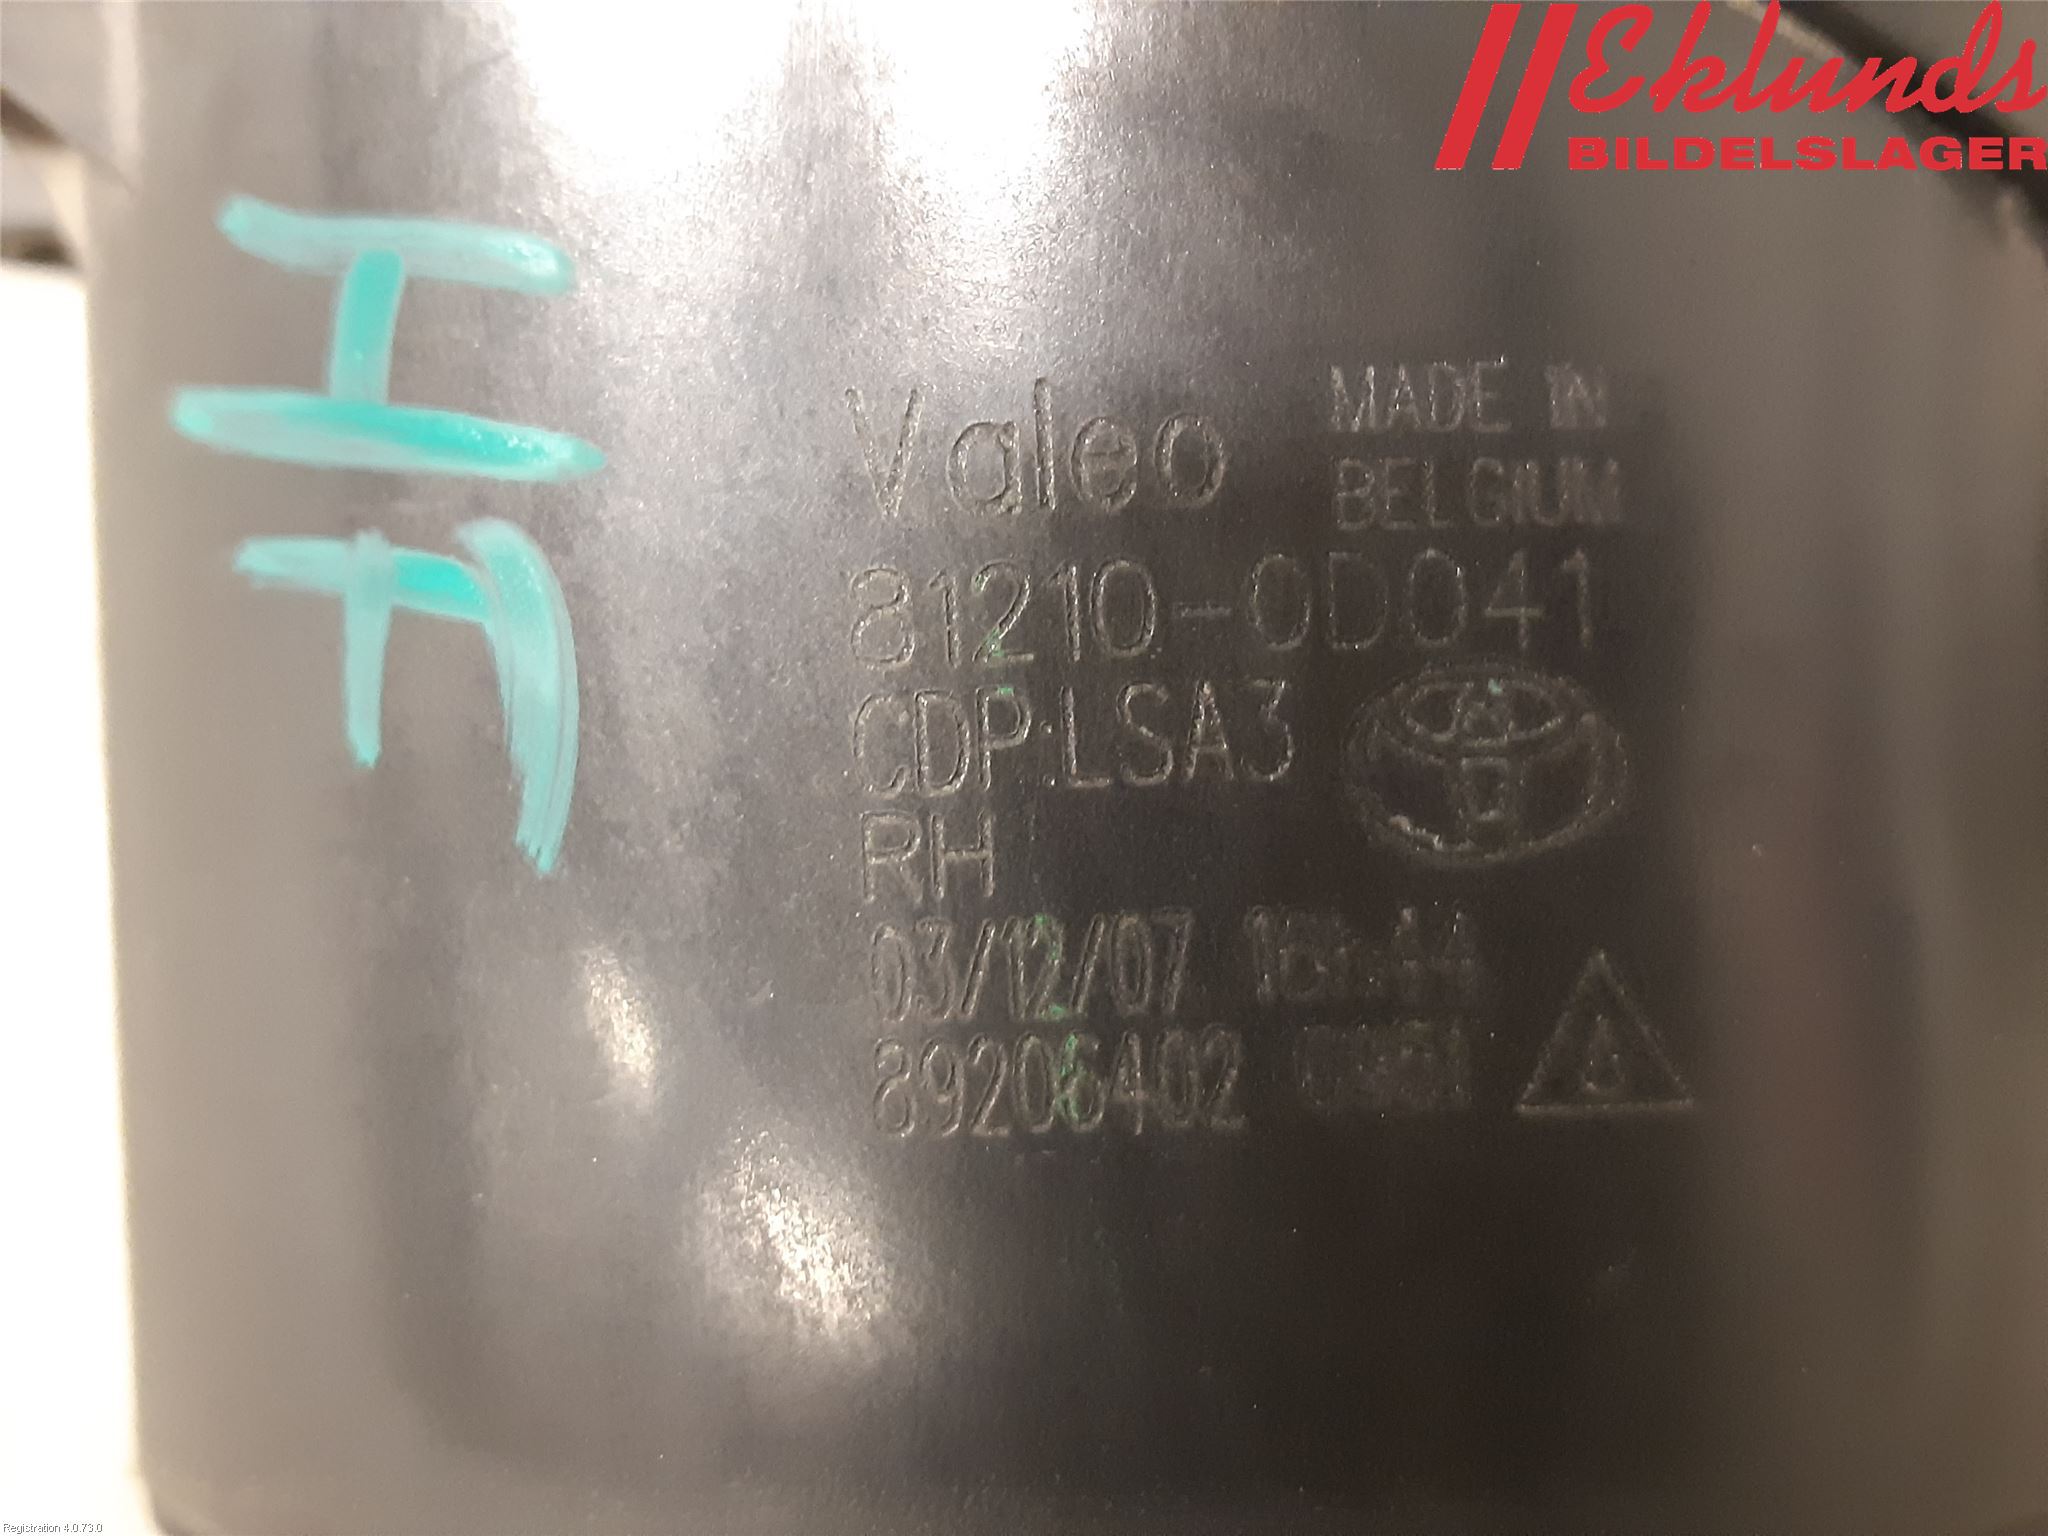 Eklunds
BILDELSLAGER
HF
Valeo
MADE IN
BELGIUM
81210-0D041
CDP:LSA3
RH
03/12/07
89206402
Registration 4.0.73.0